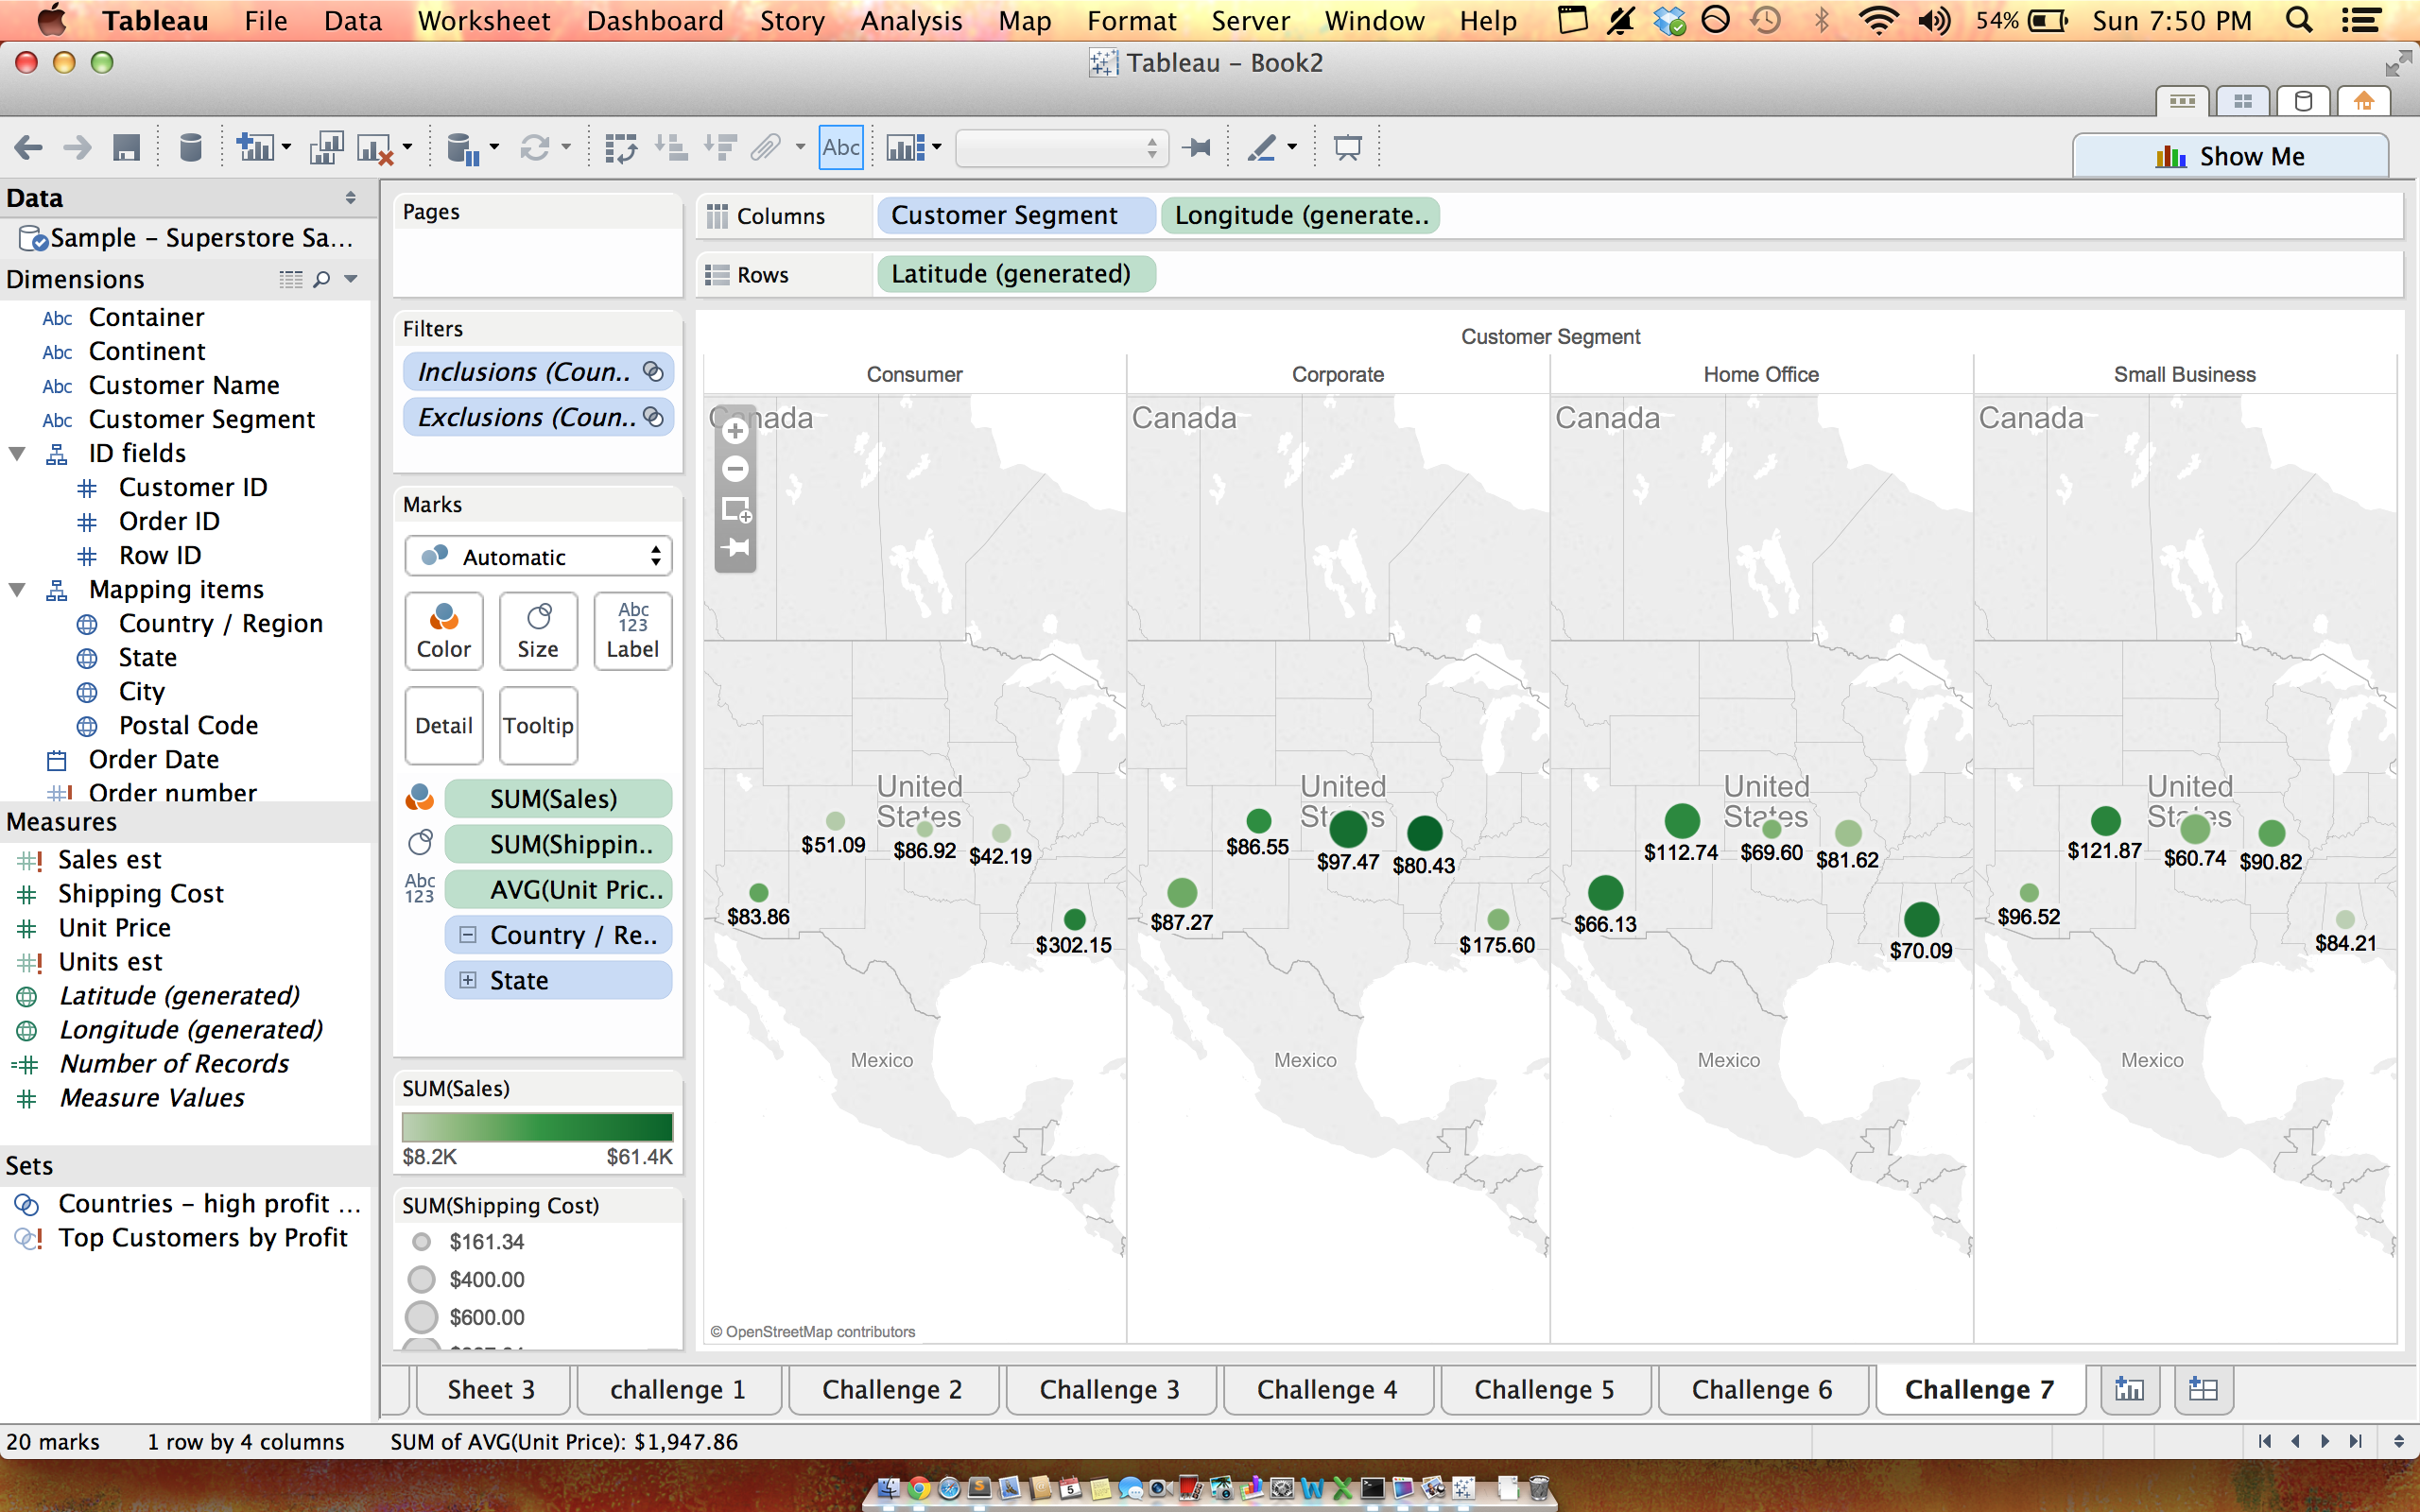 Tableau File Data Worksheet Dashboard Story Analysis Map Format Server Window Help 54% Sun 7:50 PM
Tableau - Book2
Abc
Show Me
Data
Sample - Superstore Sa...
Dimensions
Abc Container
Abc Continent
Abc Customer Name
Abc Customer Segment
ID fields
Customer ID
Order ID
Row ID
Mapping items
Country / Region
State
City
Postal Code
Order Date
Order number
Measures
Sales est
Shipping Cost
Unit Price
Units est
Latitude (generated)
Longitude (generated)
Number of Records
Measure Values
Sets
Countries - high profit ...
Top Customers by Profit
Pages
Filters
Inclusions (Coun..
Exclusions (Coun..
Marks
Automatic
Color Size Abc 123 Label
Detail Tooltip
SUM(Sales)
SUM(Shippin..
Abc 123 AVG(Unit Pric..
Country / Re..
State
SUM(Sales)
$8.2K $61.4K
SUM(Shipping Cost)
$161.34
$400.00
$600.00
Columns Customer Segment Longitude (generate..
Rows Latitude (generated)
Customer Segment
Consumer Corporate Home Office Small Business
Canada
United States
$51.09 $86.92 $42.19
$83.86
$302.15
Mexico
© OpenStreetMap contributors
Canada
United States
$86.55 $97.47 $80.43
$87.27
$175.60
Mexico
Canada
United States
$112.74 $69.60 $81.62
$66.13
$70.09
Mexico
Canada
United States
$121.87 $60.74 $90.82
$96.52
$84.21
Mexico
Sheet 3 challenge 1 Challenge 2 Challenge 3 Challenge 4 Challenge 5 Challenge 6 Challenge 7
20 marks 1 row by 4 columns SUM of AVG(Unit Price): $1,947.86